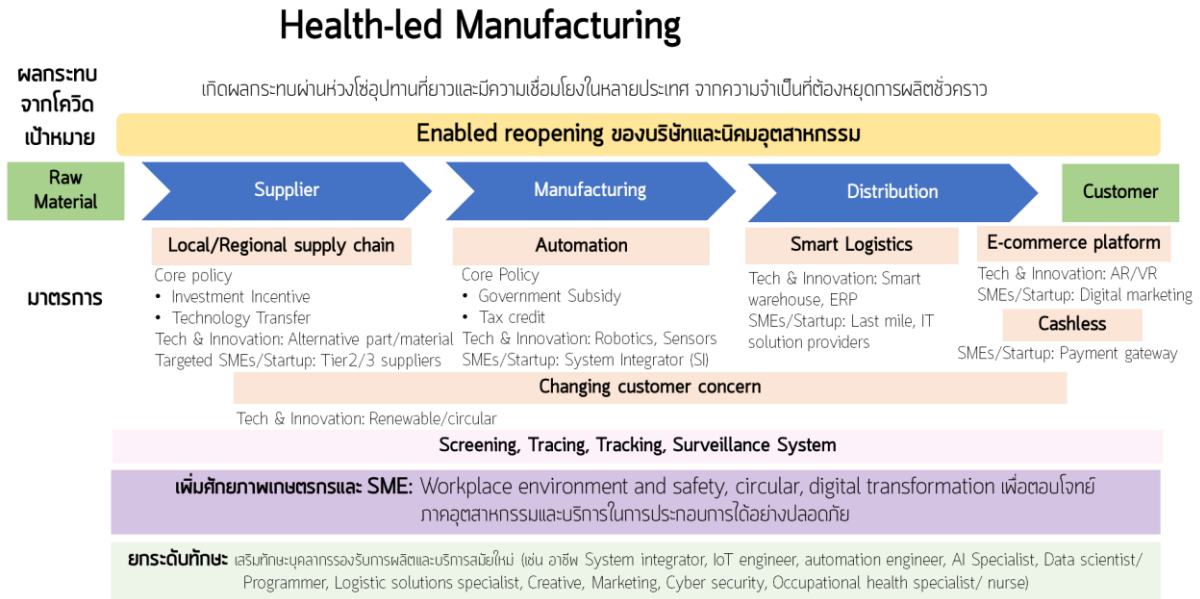 Health-led Manufacturing
ผลกระทบ
จากโควิด
เกิดผลกระทบผ่านห่วงโซ่อุปทานที่ยาวและมีความเชื่อมโยงในหลายประเทศ จากความจำเป็นที่ต้องหยุดการผลิตชั่วคราว
เป้าหมาย
Enabled reopening ของบริษัทและนิคมอุตสาหกรรม
Raw
Material
Supplier
Manufacturing
Distribution
Customer
มาตรการ
Local/Regional supply chain
Core policy
• Investment Incentive
• Technology Transfer
Tech & Innovation: Alternative part/material
Targeted SMEs/Startup: Tier2/3 suppliers
Automation
Core Policy
• Government Subsidy
• Tax credit
Tech & Innovation: Robotics, Sensors
SMEs/Startup: System Integrator (SI)
Smart Logistics
Tech & Innovation: Smart
warehouse, ERP
SMEs/Startup: Last mile, IT
solution providers
E-commerce platform
Tech & Innovation: AR/VR
SMEs/Startup: Digital marketing
Cashless
SMEs/Startup: Payment gateway
Changing customer concern
Tech & Innovation: Renewable/circular
Screening, Tracing, Tracking, Surveillance System
เพิ่มศักยภาพเกษตรกรและ SME: Workplace environment and safety, circular, digital transformation เพื่อตอบโจทย์
ภาคอุตสาหกรรมและบริการในการประกอบการได้อย่างปลอดภัย
ยกระดับทักษะ เสริมทักษะบุคลากรรองรับการผลิตและบริการสมัยใหม่ (เช่น อาชีพ System integrator, IoT engineer, automation engineer, AI Specialist, Data scientist/
Programmer, Logistic solutions specialist, Creative, Marketing, Cyber security, Occupational health specialist/ nurse)